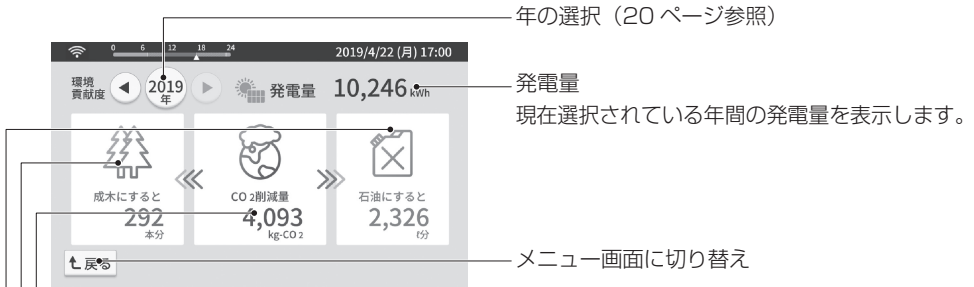 年の選択（20 ページ参照）
0 6 12 18 24
2019/4/22 (月) 17:00
環境
貢献度
2019
年
発電量
10,246 kWh
発電量
現在選択されている年間の発電量を表示します。
成木にすると
292
本分
CO 2削減量
4,093
kg-CO 2
石油にすると
2,326
ℓ分
戻る
メニュー画面に切り替え